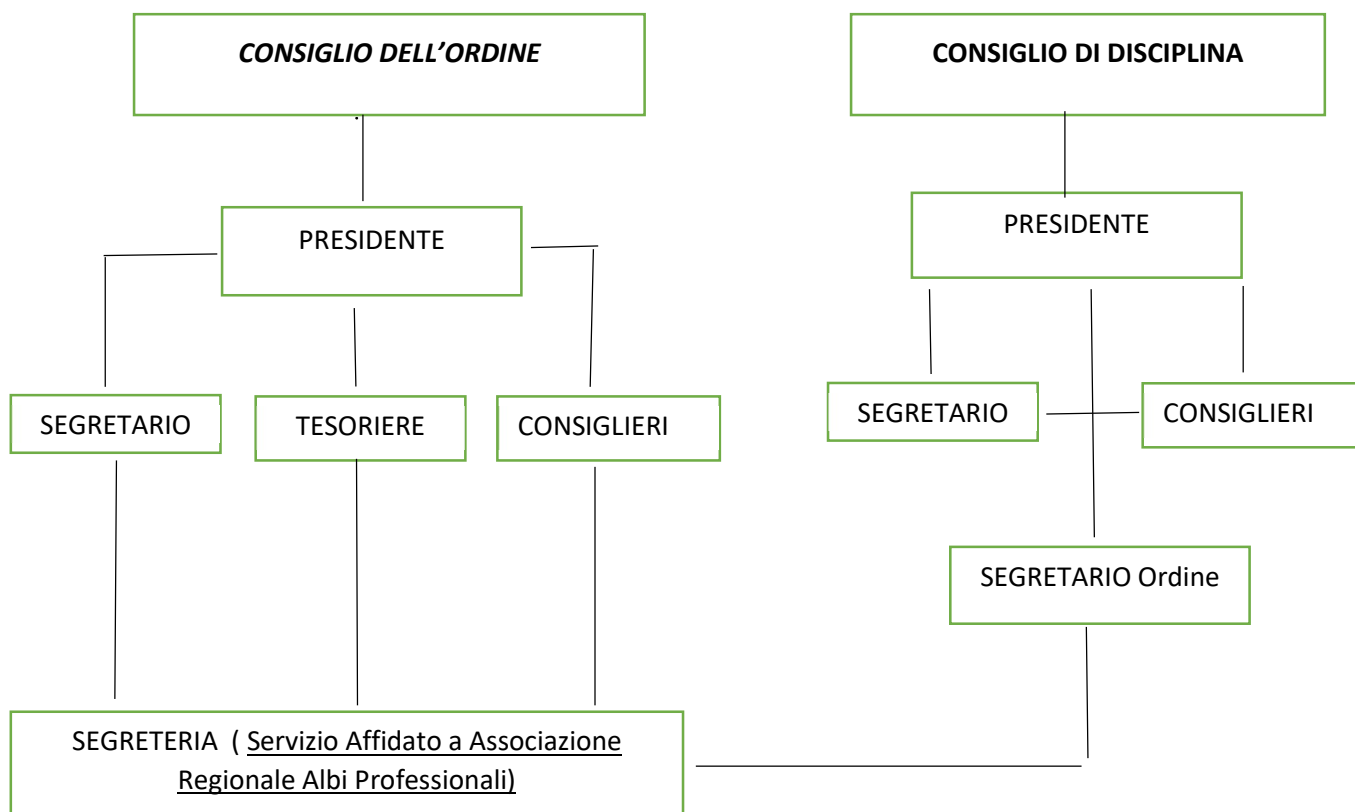 CONSIGLIO DELL’ORDINE
CONSIGLIO DI DISCIPLINA
PRESIDENTE
PRESIDENTE
SEGRETARIO
TESORIERE
CONSIGLIERI
SEGRETARIO
CONSIGLIERI
SEGRETARIO Ordine
SEGRETERIA ( Servizio Affidato a Associazione
Regionale Albi Professionali)